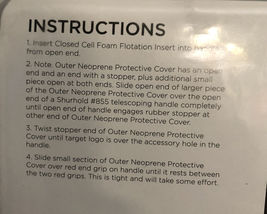 INSTRUCTIONS
1. Insert Closed Cell Foam Flotation Insert into handle
from open end.
2. Note: Outer Neoprene Protective Cover has an open
end and an end with a stopper, plus additional small
piece open at both ends. Slide open end of larger piece
of the Outer Neoprene Protective Cover over the open
end of a Shurhold #855 telescoping handle completely
until open end of handle engages rubber stopper at
other end of Outer Neoprene Protective Cover.
3. Twist stopper end of Outer Neoprene Protective
Cover until target logo is over the accessory hole in the
handle.
4. Slide small section of Outer Neoprene Protective
Cover over red end grip on handle until it rests between
the two red grips. This is tight and will take some effort.